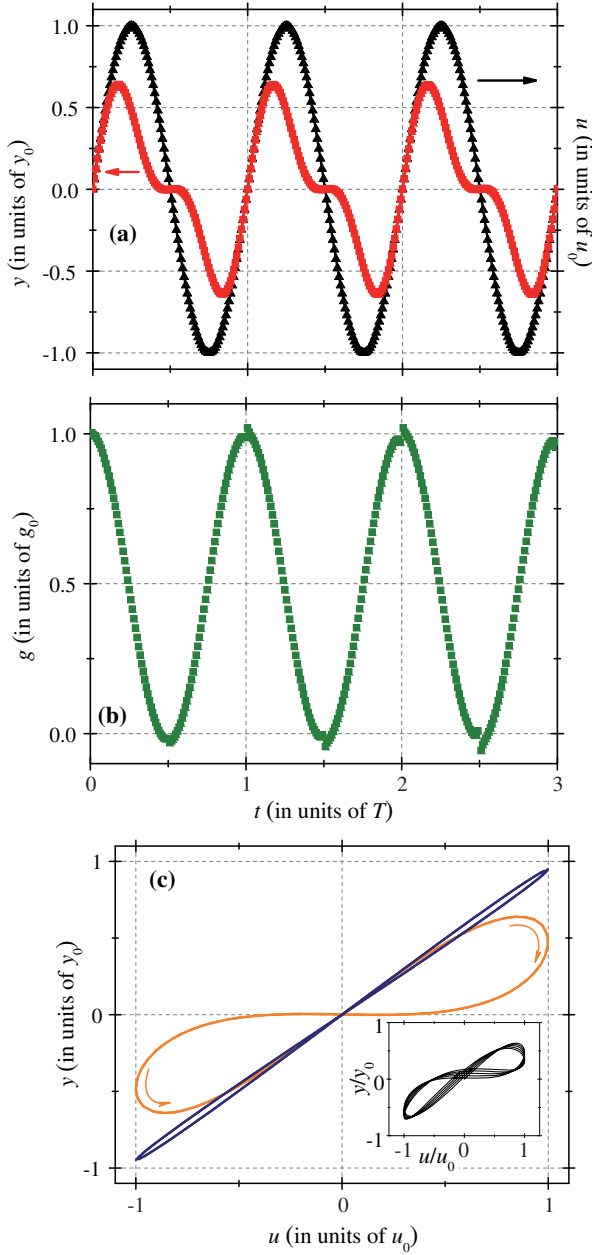 1.0
0.5
0.0
-0.5
-1.0
y (in units of y0)
u (in units of u0)
(a)
1.0
0.5
0.0
g (in units of g0)
(b)
0 1 2 3
t (in units of T)
(c)
1
0
-1
y (in units of y0)
-1 0 1
u (in units of u0)
1
0
-1
y/y0
-1 0 1
u/u0